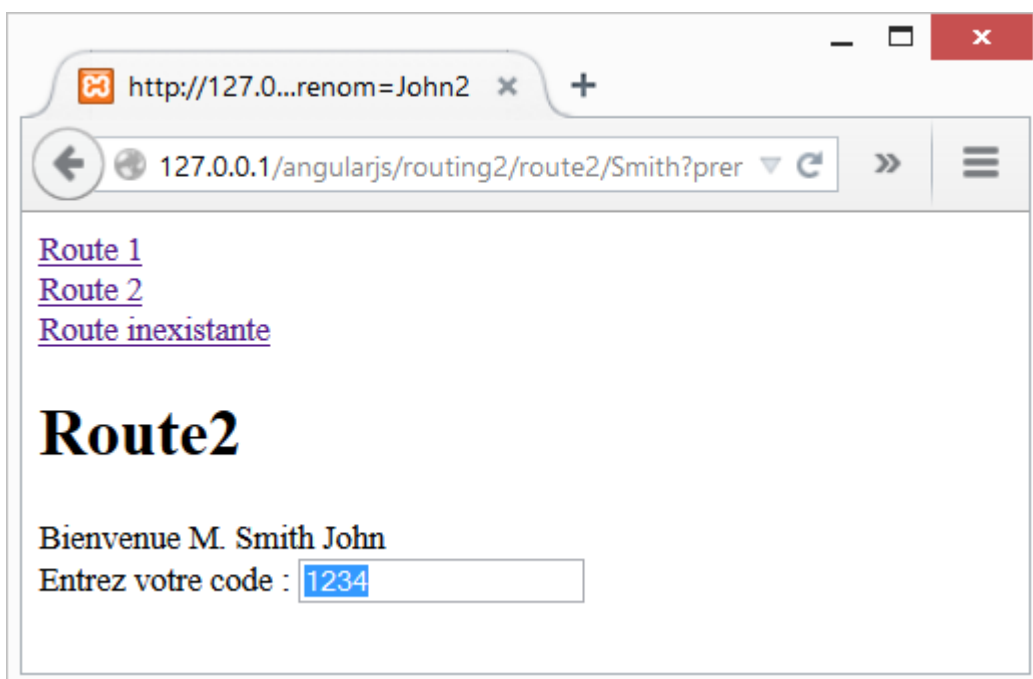 http://127.0...renom=John2
127.0.0.1/angularjs/routing2/route2/Smith?prer
Route 1
Route 2
Route inexistante
Route2
Bienvenue M. Smith John
Entrez votre code : 1234